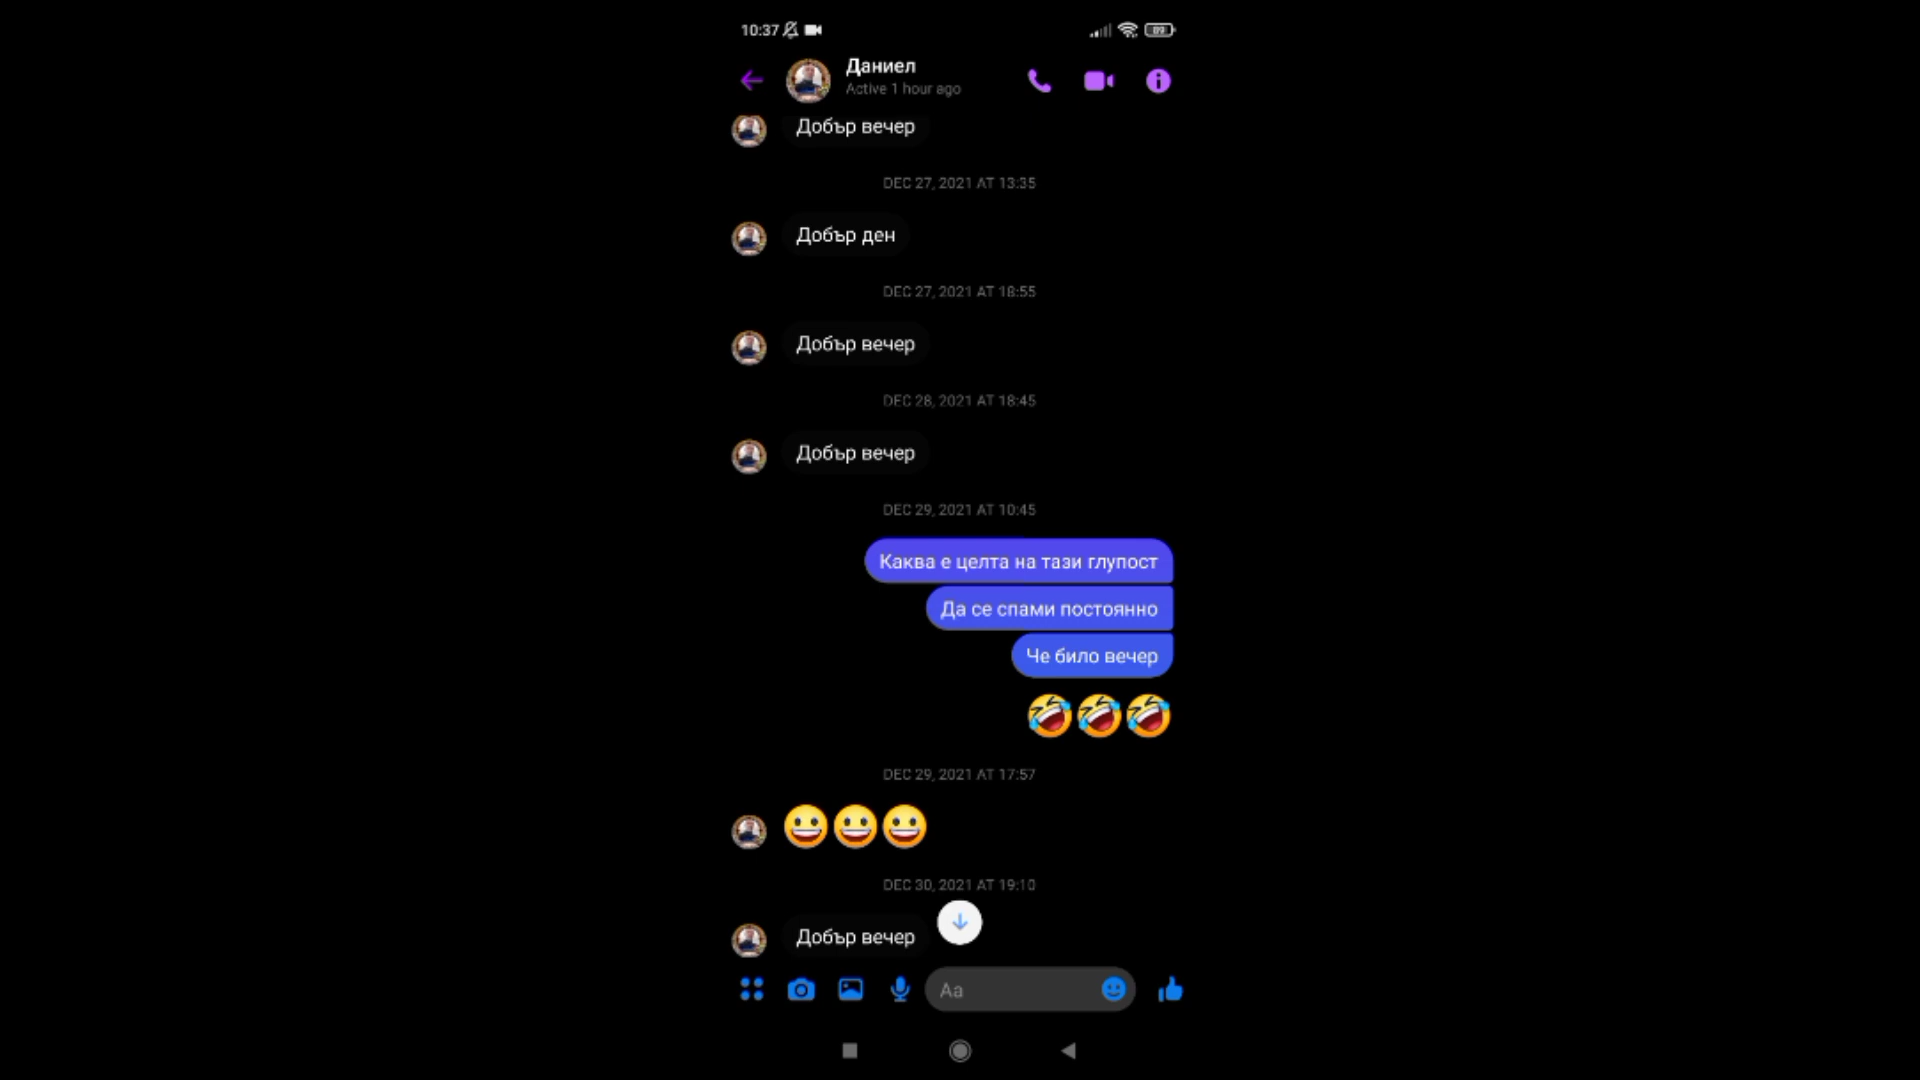 10:37
89
Даниел
Active 1 hour ago
Добър вечер
DEC 27, 2021 AT 13:35
Добър ден
DEC 27, 2021 AT 18:55
Добър вечер
DEC 28, 2021 AT 18:45
Добър вечер
DEC 29, 2021 AT 10:45
Каква е целта на тази глупост
Да се спами постоянно
Че било вечер
🤣🤣🤣
DEC 29, 2021 AT 17:57
😀😀😀
DEC 30, 2021 AT 19:10
Добър вечер
Aa